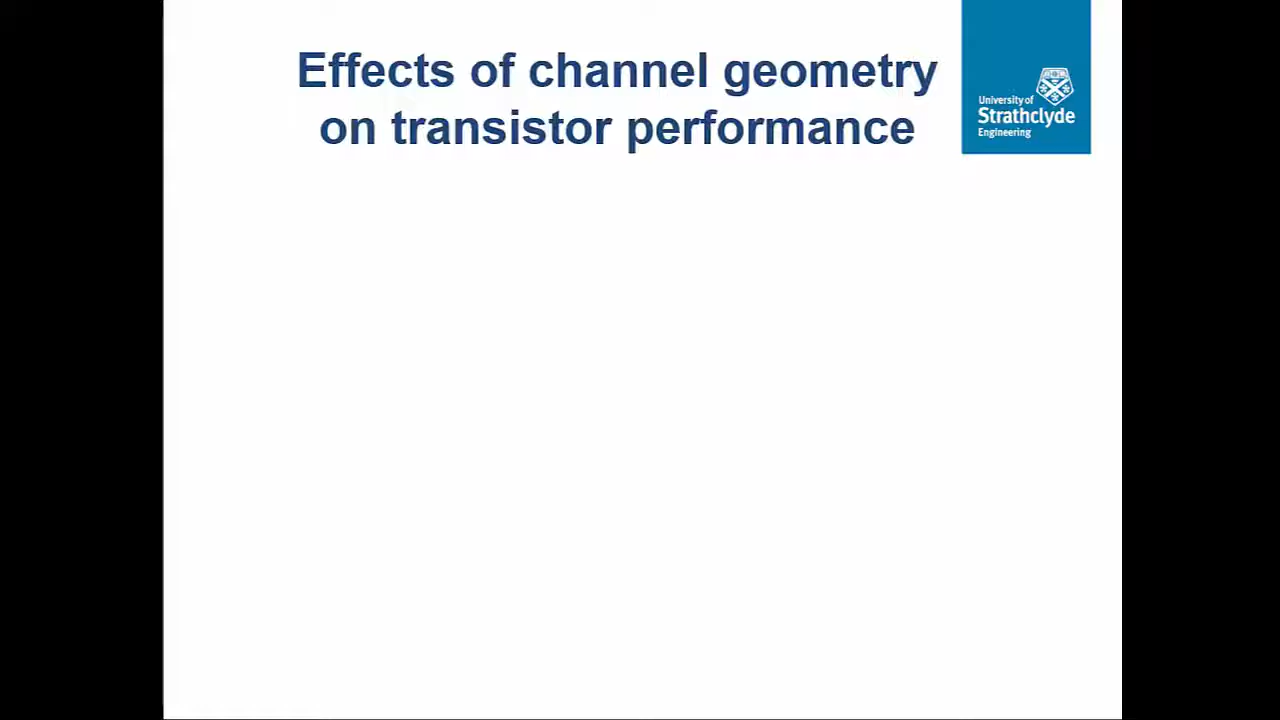 Effects of channel geometry
on transistor performance
University of
Strathclyde
Engineering